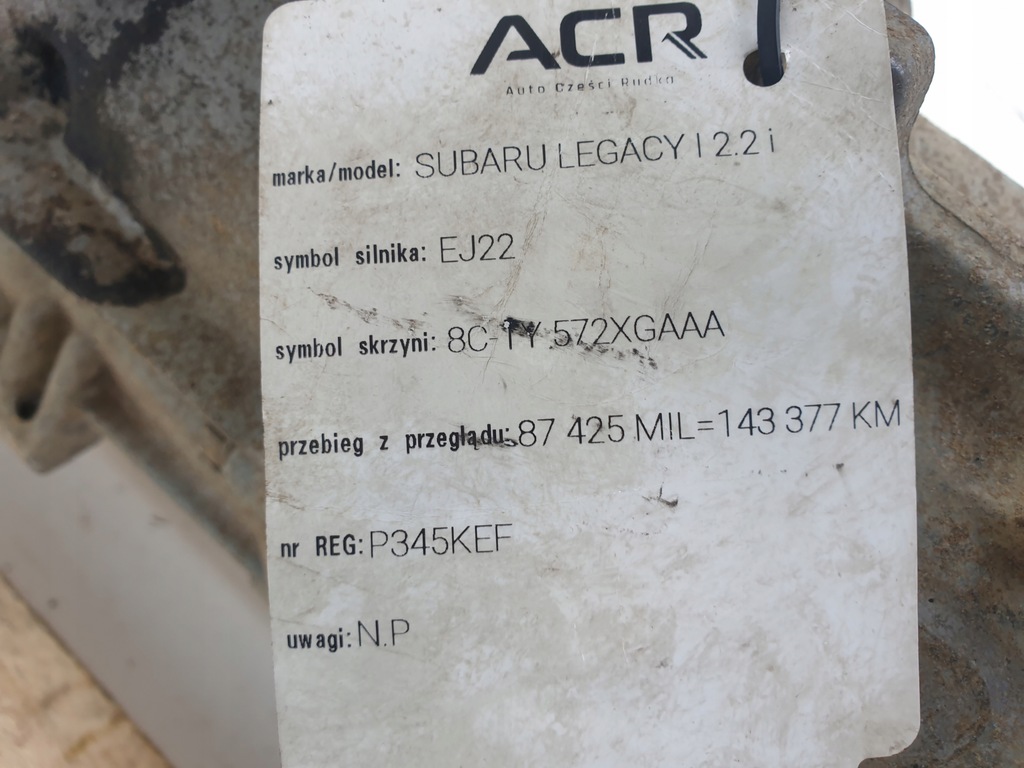 ACR
Auto Części Rudka
marka/model: SUBARU LEGACY I 2.2 i
symbol silnika: EJ22
symbol skrzyni: 8C-TY 572XGAAA
przebieg z przeglądu: 87 425 MIL=143 377 KM
nr REG: P345KEF
uwagi: N.P